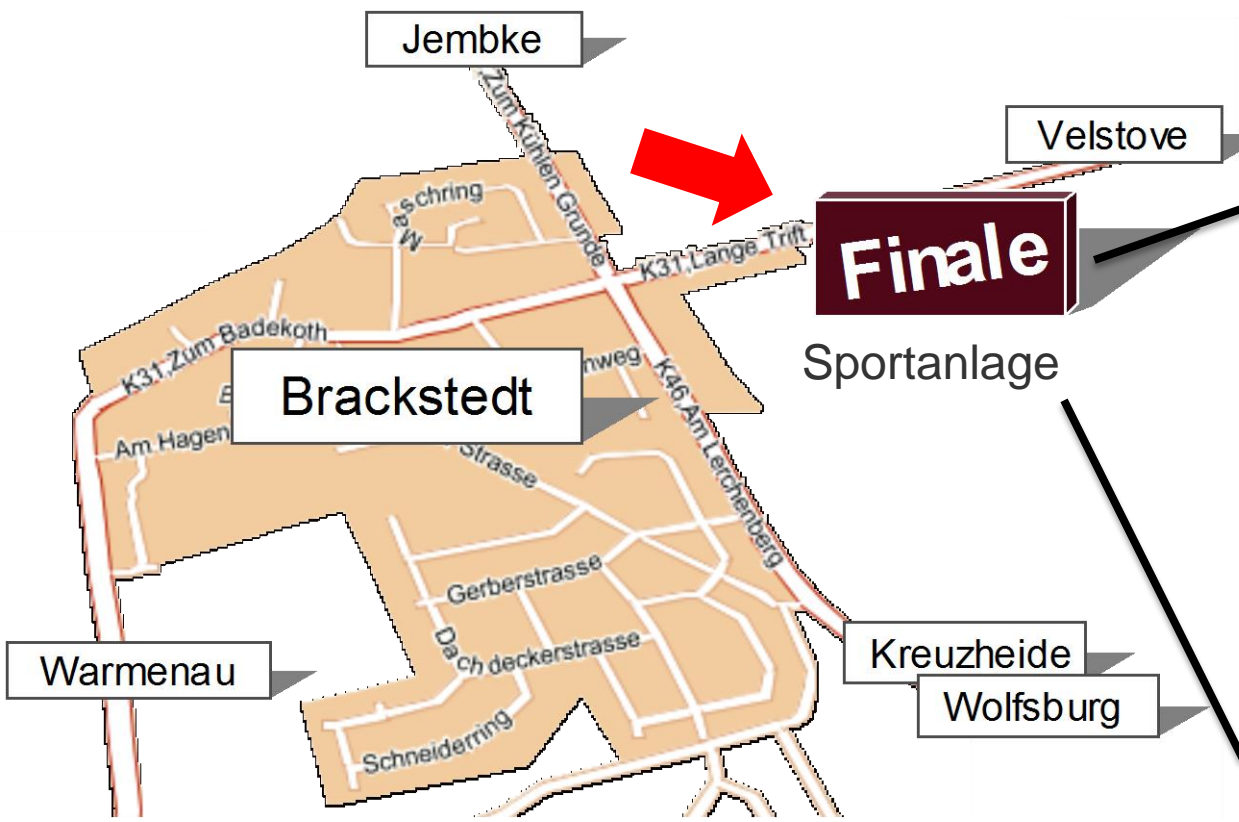 Jembke
Zum Kühlen Grunde
Velstove
Maschring
K31,Lange Trift
Finale
Sportanlage
K31,Zum Badekoth
Brackstedt
K46,Am Lerchenberg
Am Hagen
Strasse
Gerberstrasse
Dachdeckerstrasse
Warmenau
Kreuzheide
Wolfsburg
Schneiderring